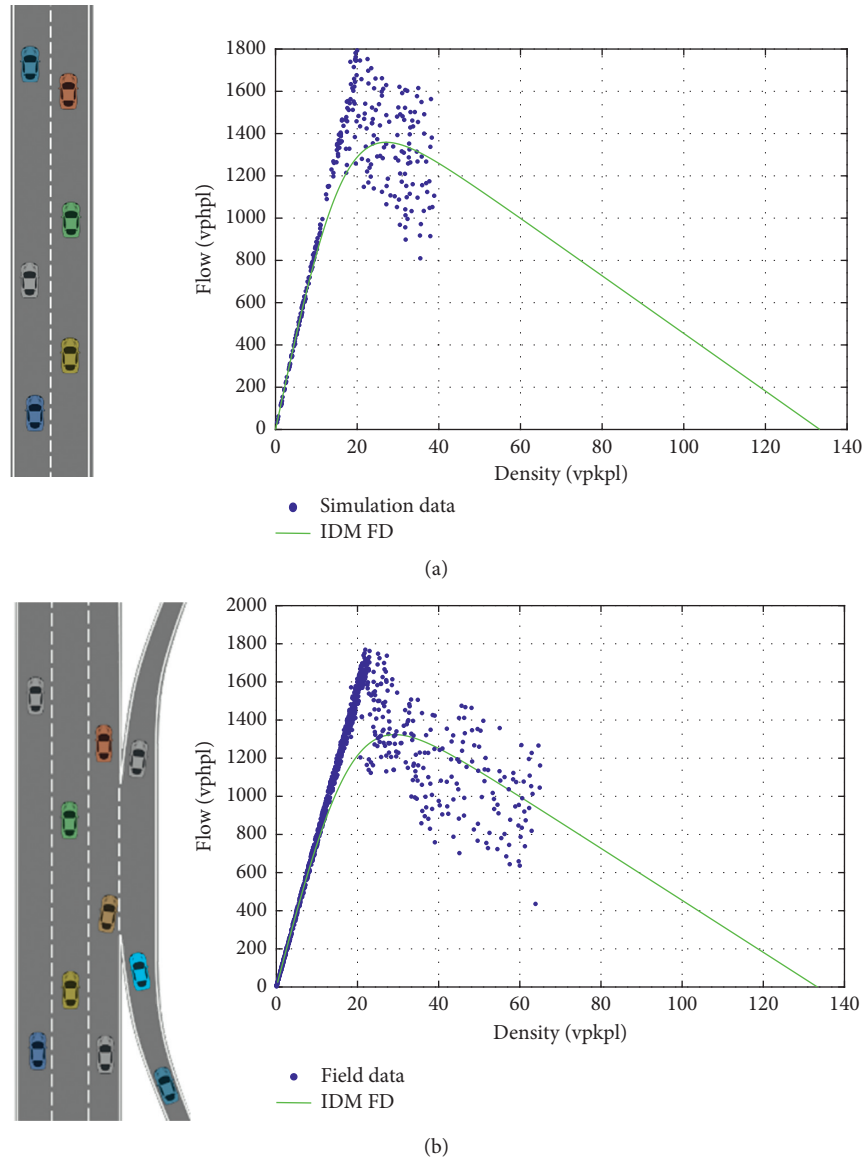 1800
1600
1400
1200
1000
800
600
400
200
0
Flow (vphpl)
0 20 40 60 80 100 120 140
Density (vpkpl)
Simulation data
IDM FD
(a)
2000
1800
1600
1400
1200
1000
800
600
400
200
0
Flow (vphpl)
0 20 40 60 80 100 120 140
Density (vpkpl)
Field data
IDM FD
(b)